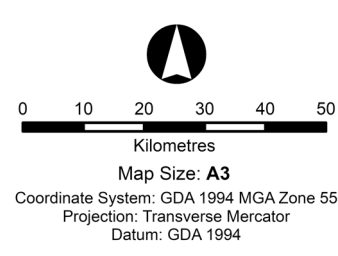 0 10 20 30 40 50
Kilometres
Map Size: A3
Coordinate System: GDA 1994 MGA Zone 55
Projection: Transverse Mercator
Datum: GDA 1994